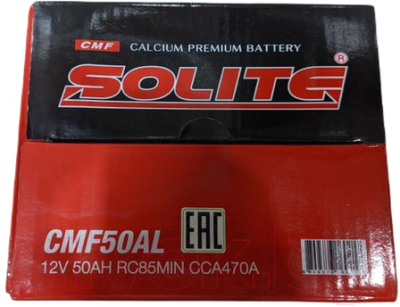 CMF CALCIUM PREMIUM BATTERY
SOLITE®
EAC
CMF50AL
12V 50AH RC85MIN CCA470A